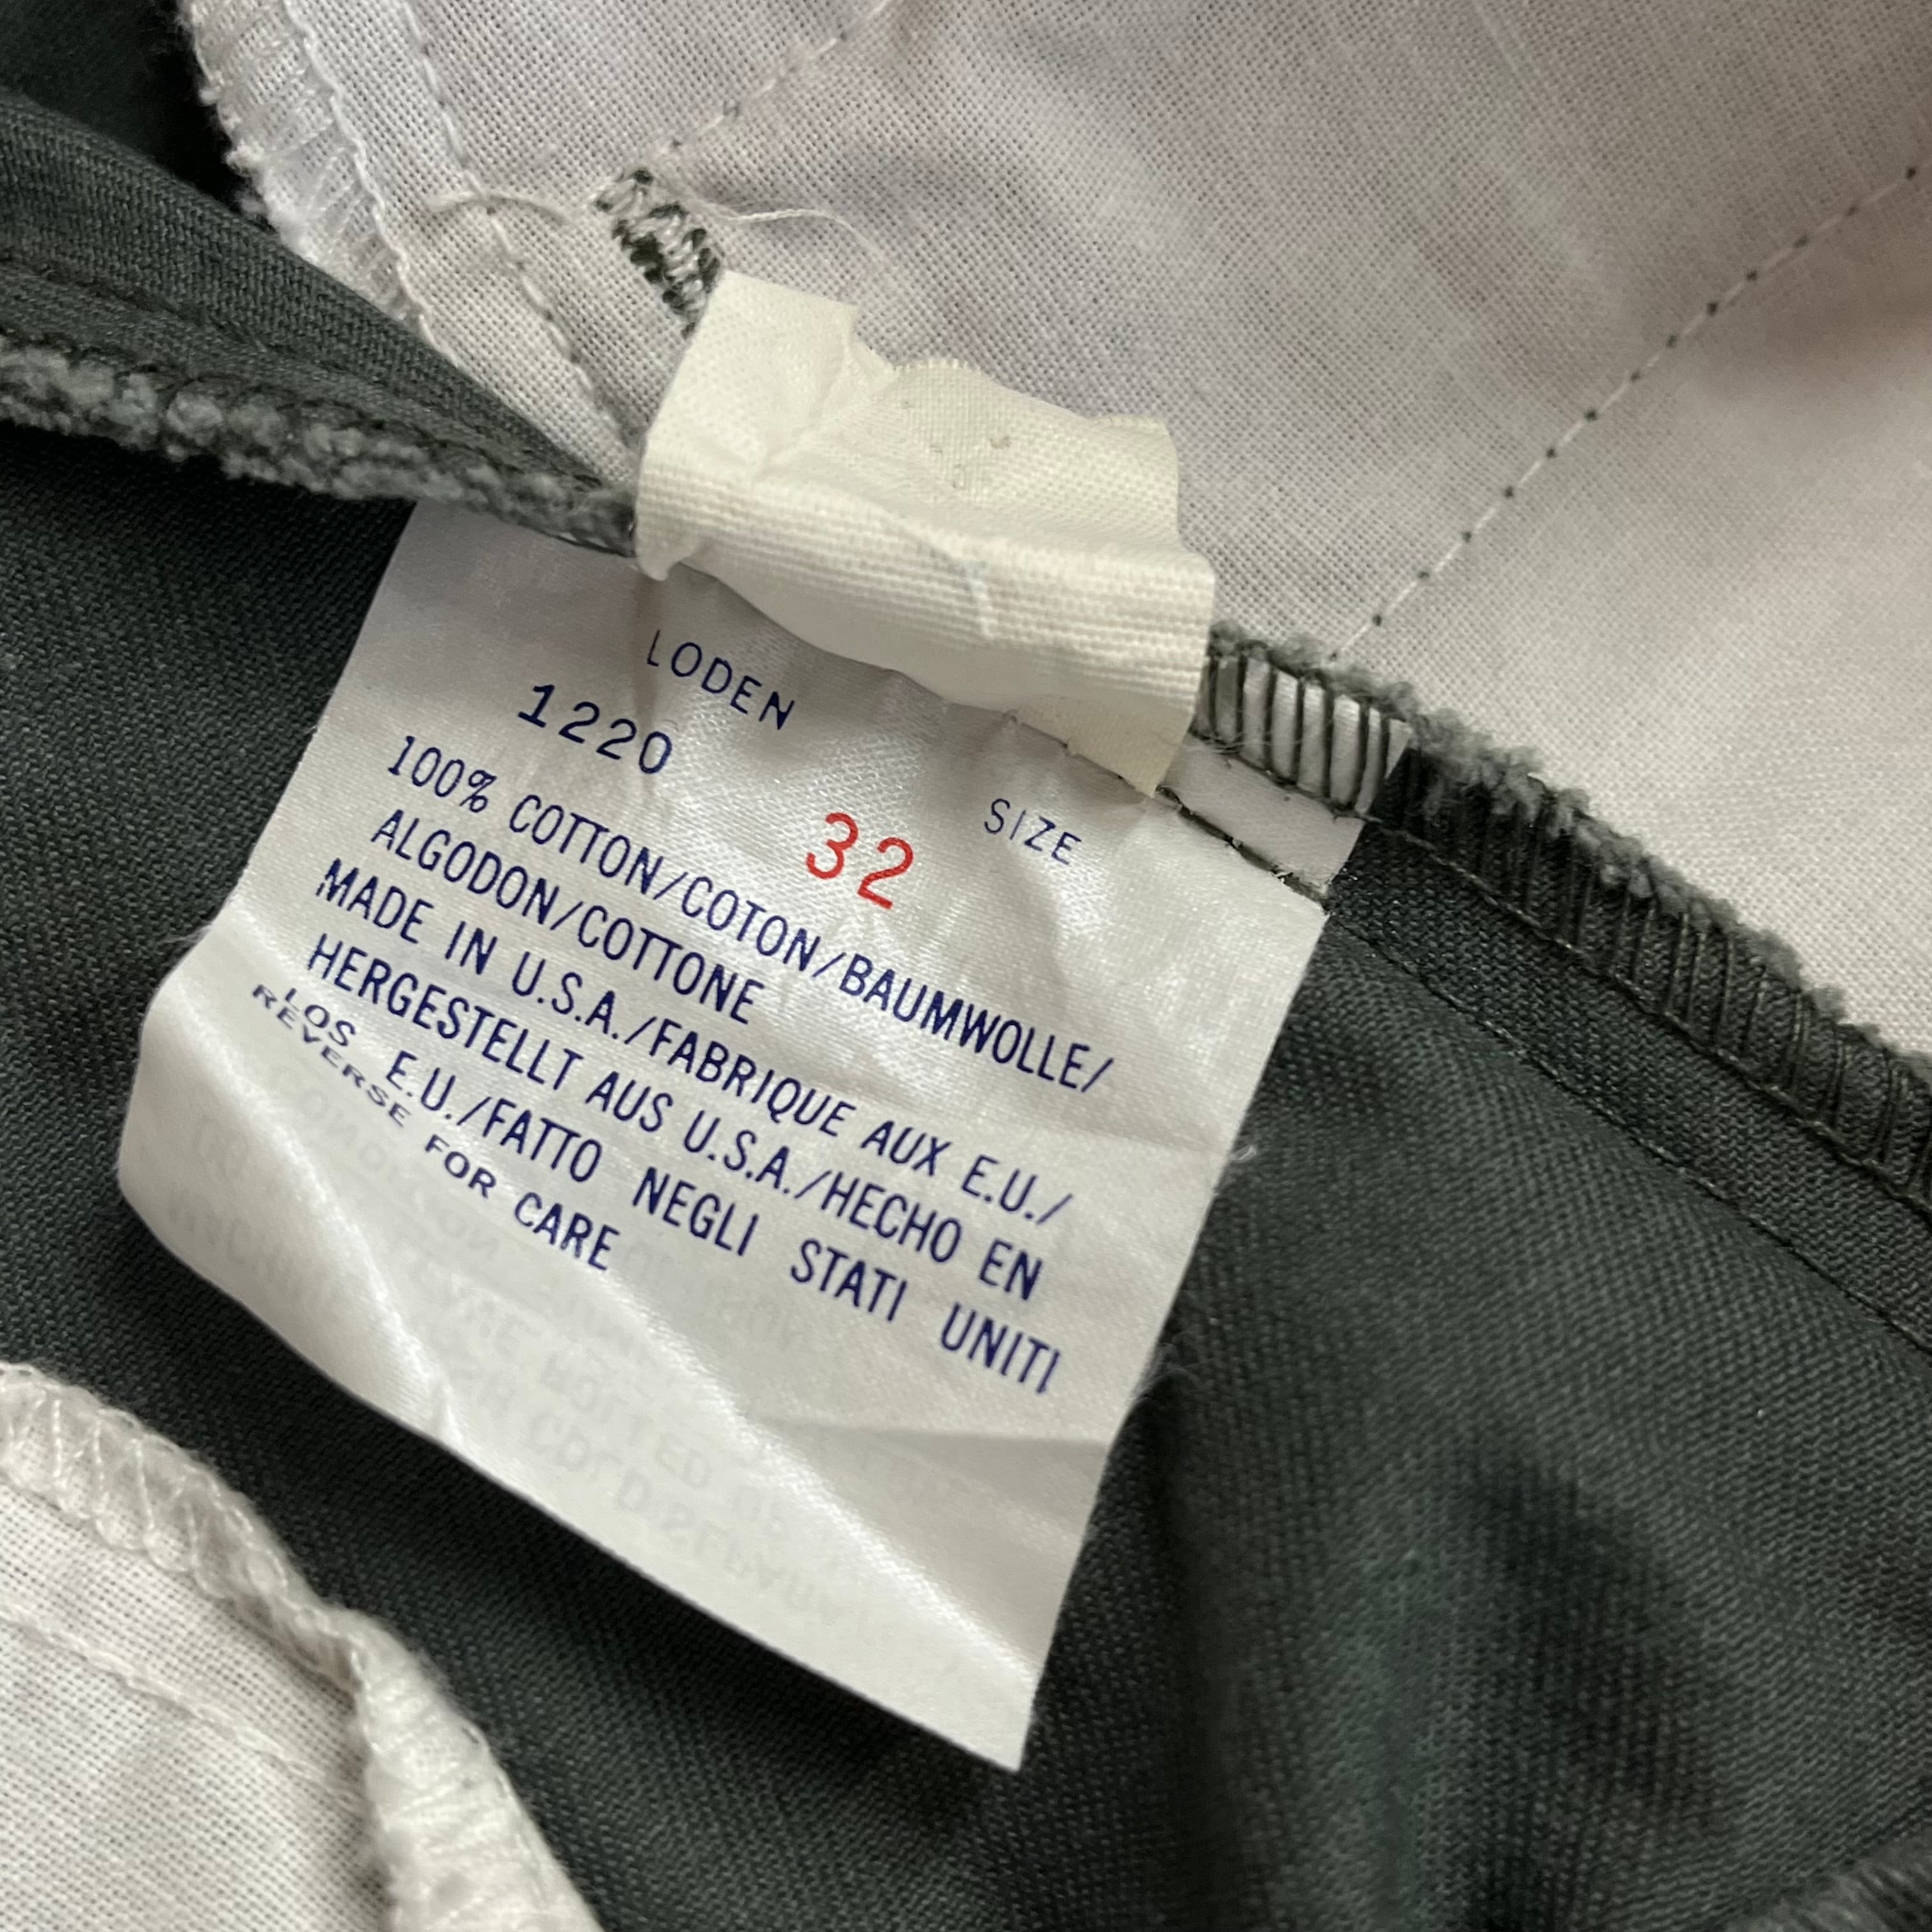 LODEN
1220
32 SIZE
100% COTTON/COTON/BAUMWOLLE/
ALGODON/COTTONE
MADE IN U.S.A./FABRIQUE AUX E.U./
HERGESTELLT AUS U.S.A./HECHO EN
LOS E.U./FATTO NEGLI STATI UNITI
REVERSE FOR CARE